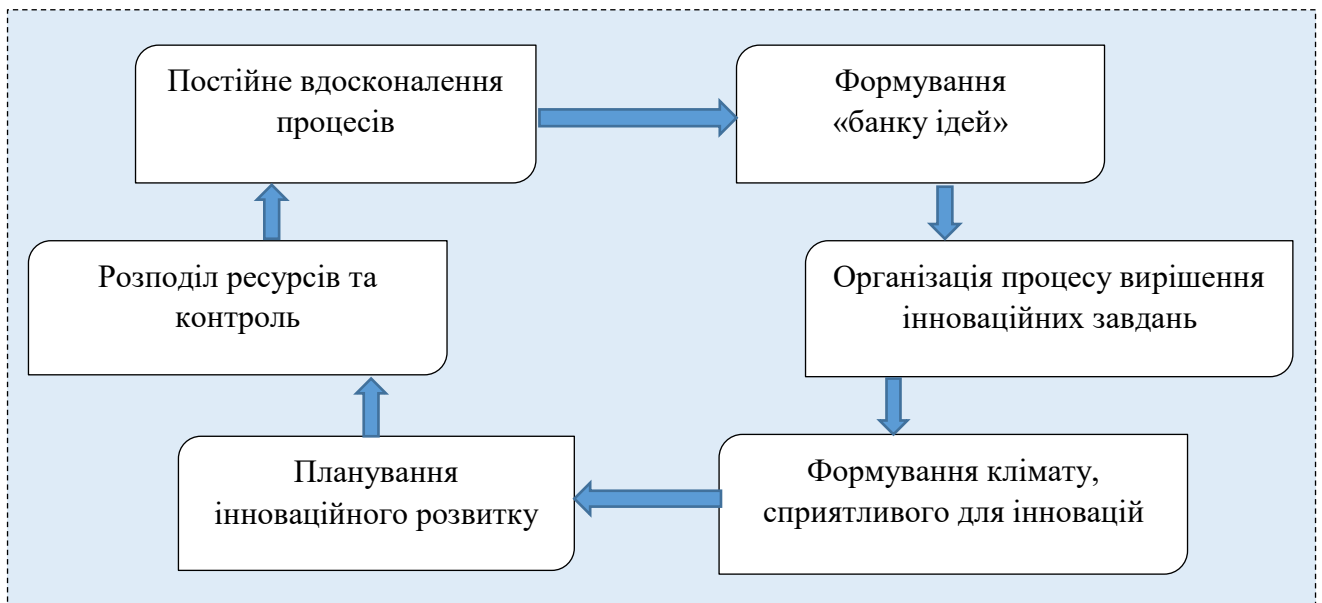 Постійне вдосконалення
процесів
Формування
«банку ідей»
Розподіл ресурсів та
контроль
Організація процесу вирішення
інноваційних завдань
Планування
інноваційного розвитку
Формування клімату,
сприятливого для інновацій